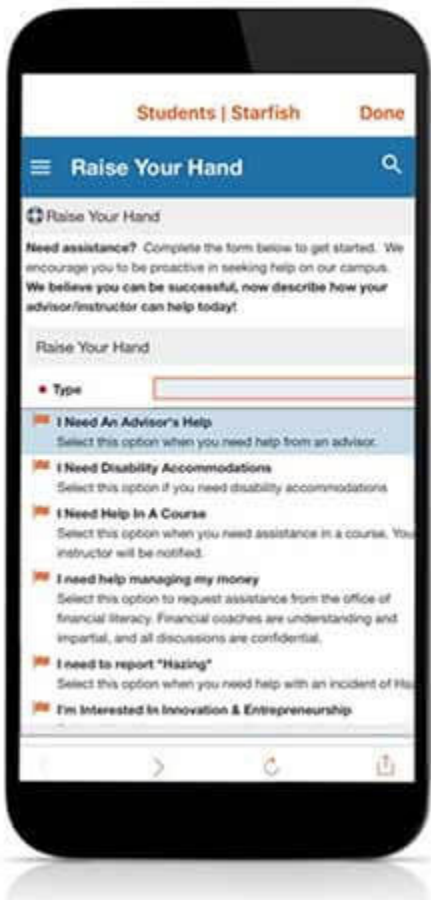 Students | Starfish Done
Raise Your Hand
Raise Your Hand
Need assistance? Complete the form below to get started. We
encourage you to be proactive in seeking help on our campus.
We believe you can be successful, now describe how your
advisor/instructor can help today!
Raise Your Hand
* Type
I Need An Advisor's Help
Select this option when you need help from an advisor.
I Need Disability Accommodations
Select this option if you need disability accommodations
I Need Help In A Course
Select this option when you need assistance in a course. You
instructor will be notified.
I need help managing my money
Select this option to request assistance from the office of
financial literacy. Financial coaches are understanding and
impartial, and all discussions are confidential.
I need to report "Hazing"
Select this option when you need help with an incident of Ha
I'm Interested In Innovation & Entrepreneurship